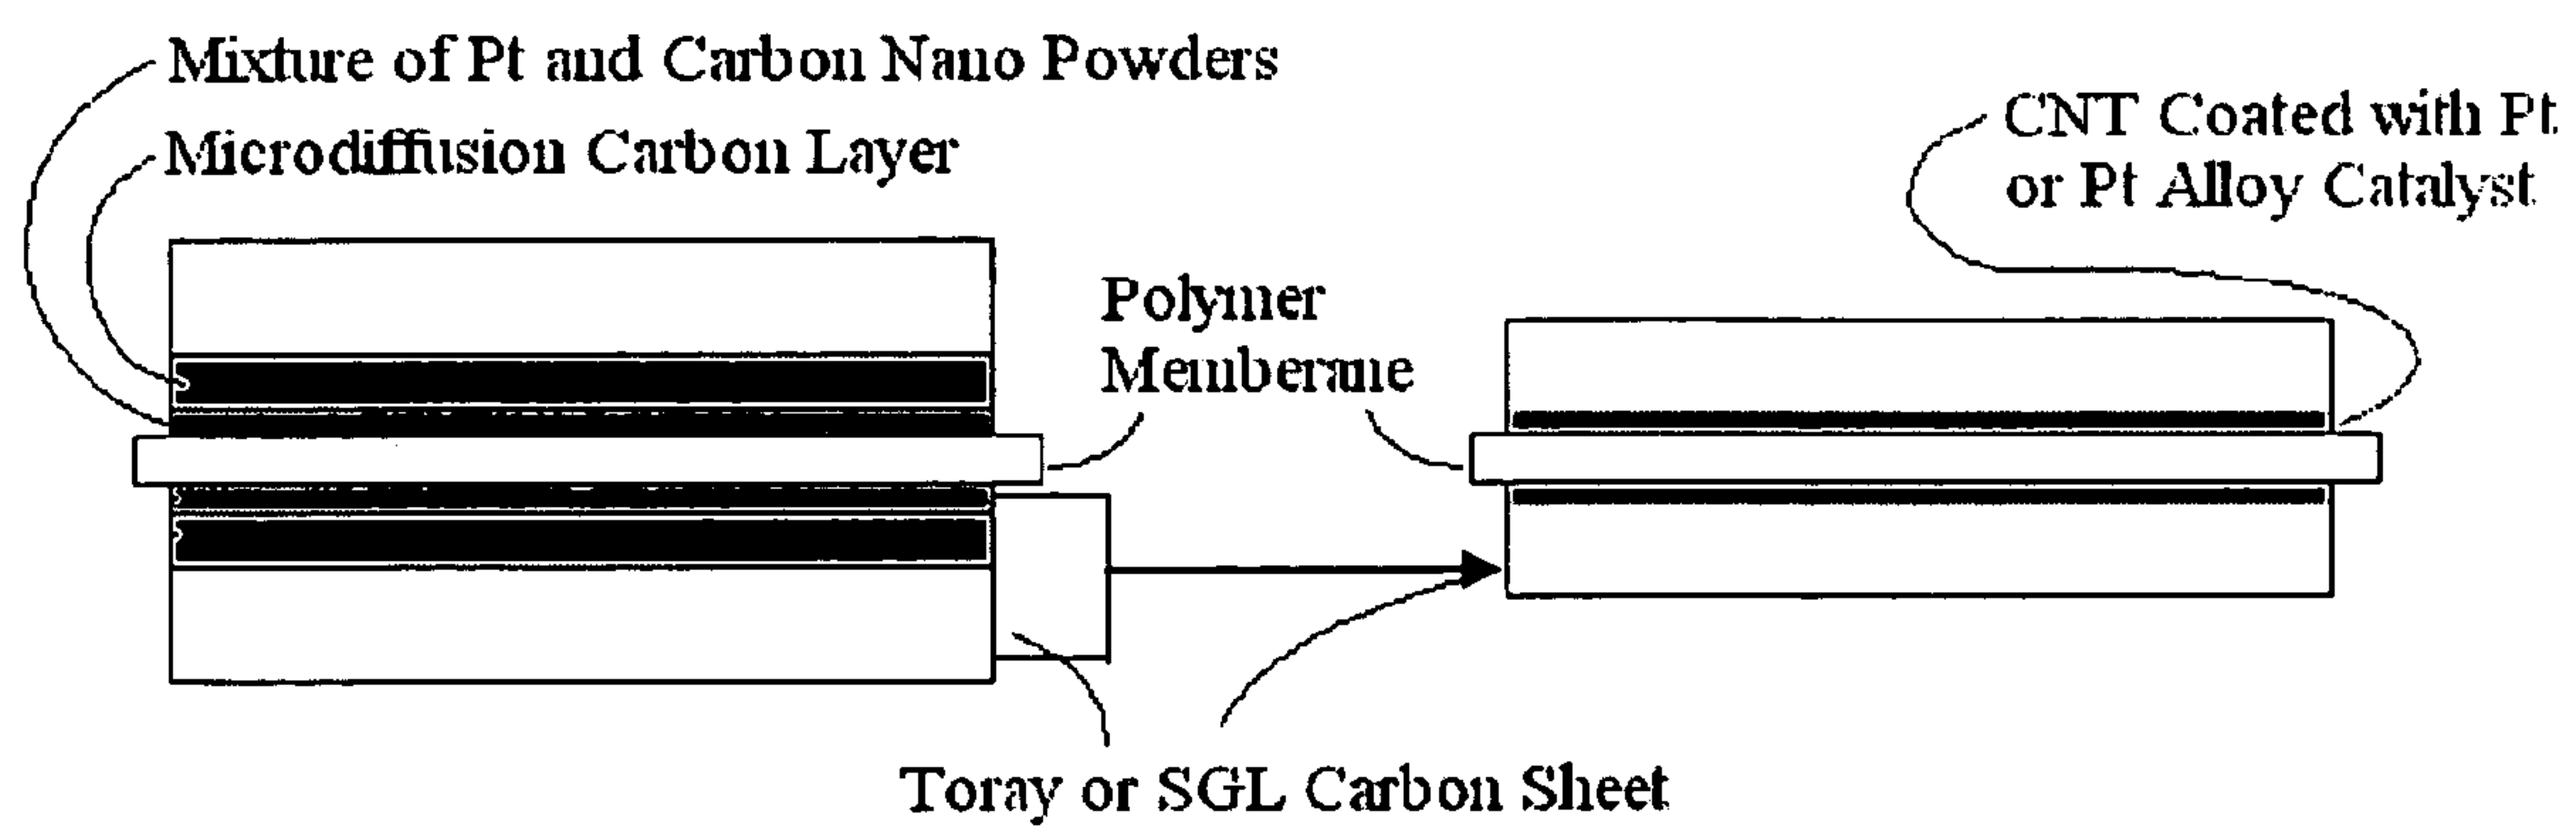 Mixture of Pt and Carbon Nano Powders
Microdiffusion Carbon Layer
CNT Coated with Pt
or Pt Alloy Catalyst
Polymer
Memberane
Toray or SGL Carbon Sheet